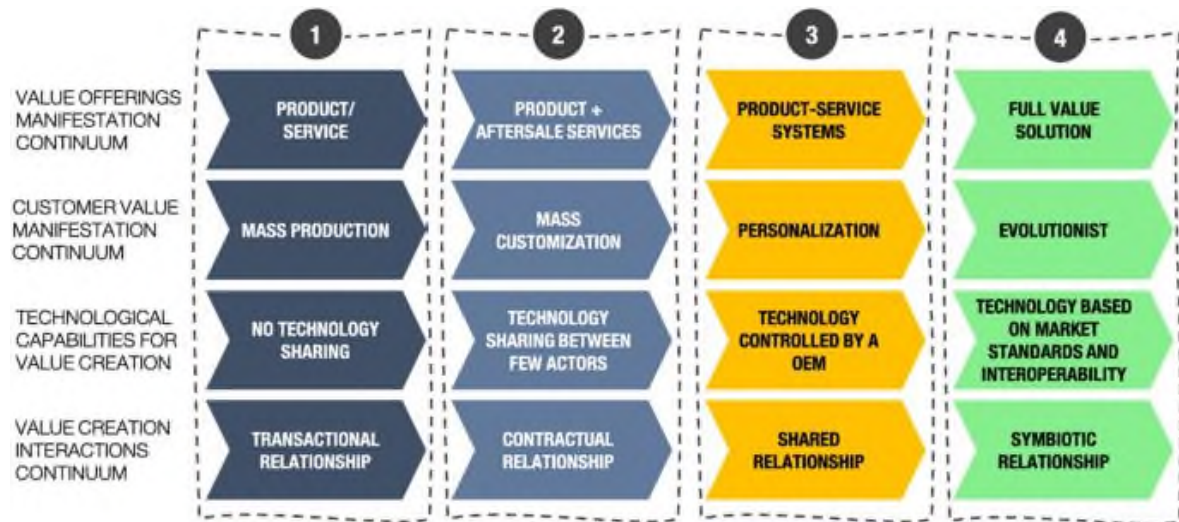 1
2
3
4
VALUE OFFERINGS
MANIFESTATION
CONTINUUM
PRODUCT/
SERVICE
PRODUCT +
AFTERSALE SERVICES
PRODUCT-SERVICE
SYSTEMS
FULL VALUE
SOLUTION
CUSTOMER VALUE
MANIFESTATION
CONTINUUM
MASS PRODUCTION
MASS
CUSTOMIZATION
PERSONALIZATION
EVOLUTIONIST
TECHNOLOGICAL
CAPABILITIES FOR
VALUE CREATION
NO TECHNOLOGY
SHARING
TECHNOLOGY
SHARING BETWEEN
FEW ACTORS
TECHNOLOGY
CONTROLLED BY A
OEM
TECHNOLOGY BASED
ON MARKET
STANDARDS AND
INTEROPERABILITY
VALUE CREATION
INTERACTIONS
CONTINUUM
TRANSACTIONAL
RELATIONSHIP
CONTRACTUAL
RELATIONSHIP
SHARED
RELATIONSHIP
SYMBIOTIC
RELATIONSHIP